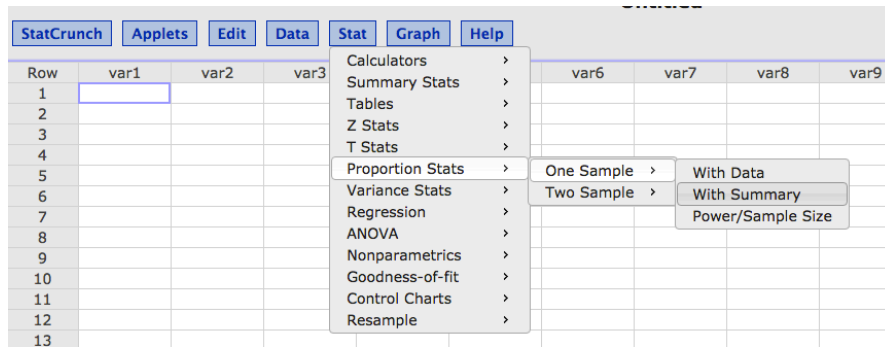 StatCrunch Applets Edit Data Stat Graph Help
Row var1 var2 var3 var6 var7 var8 var9
1
2
3
4
5
6
7
8
9
10
11
12
13
Calculators
Summary Stats
Tables
Z Stats
T Stats
Proportion Stats
Variance Stats
Regression
ANOVA
Nonparametrics
Goodness-of-fit
Control Charts
Resample
One Sample
Two Sample
With Data
With Summary
Power/Sample Size